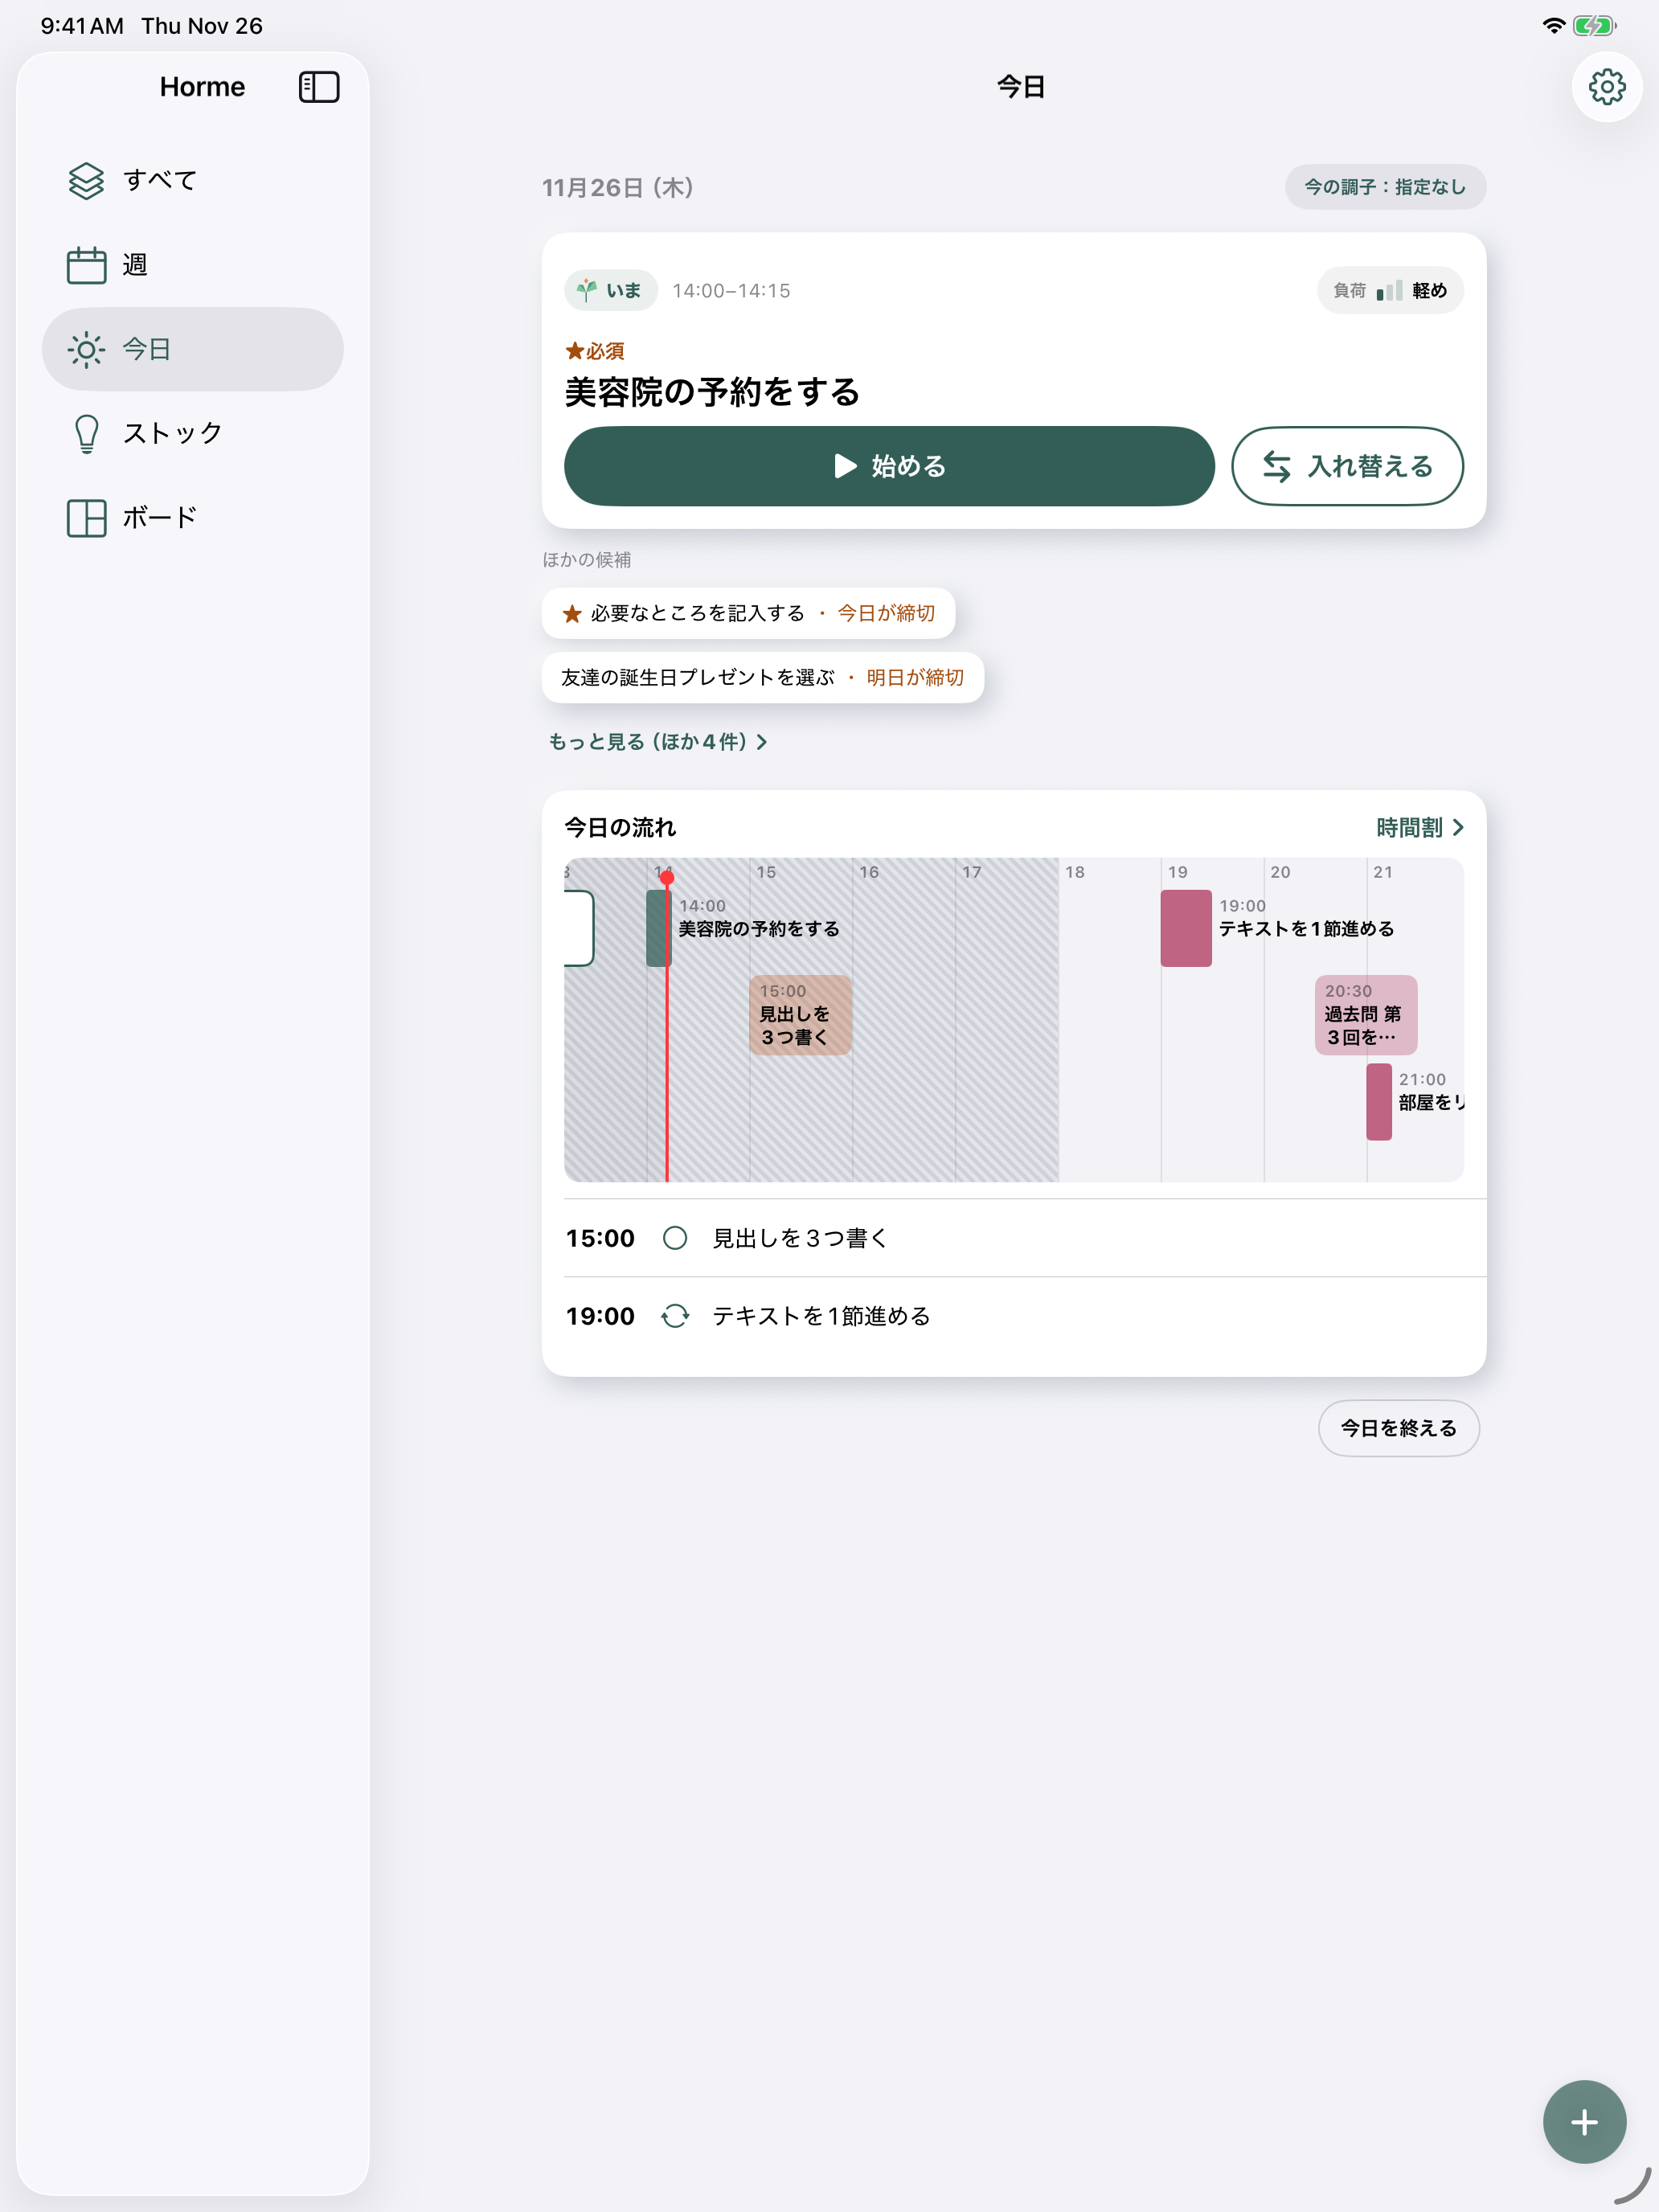 9:41 AM Thu Nov 26
Horme
すべて
週
今日
ストック
ボード
今日
11月26日（木）
今の調子：指定なし
いま 14:00–14:15
負荷 軽め
★必須
美容院の予約をする
始める
入れ替える
ほかの候補
★ 必要なところを記入する ・ 今日が締切
友達の誕生日プレゼントを選ぶ ・ 明日が締切
もっと見る（ほか4件）
今日の流れ
時間割
14 15 16 17 18 19 20 21
14:00
美容院の予約をする
19:00
テキストを1節進める
15:00
見出しを
3つ書く
20:30
過去問 第
3回を…
21:00
部屋をリ
15:00 見出しを3つ書く
19:00 テキストを1節進める
今日を終える